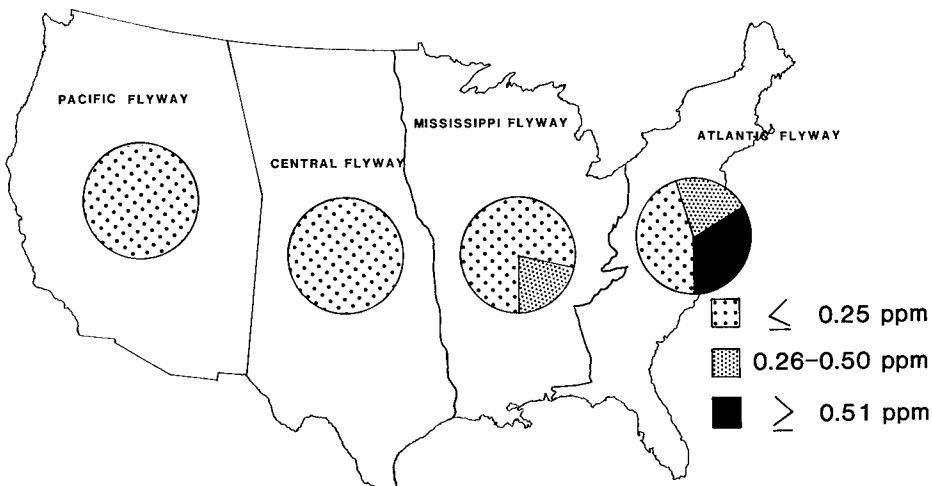 PACIFIC FLYWAY
CENTRAL FLYWAY
MISSISSIPPI FLYWAY
ATLANTIC FLYWAY
≤ 0.25 ppm
0.26-0.50 ppm
≥ 0.51 ppm